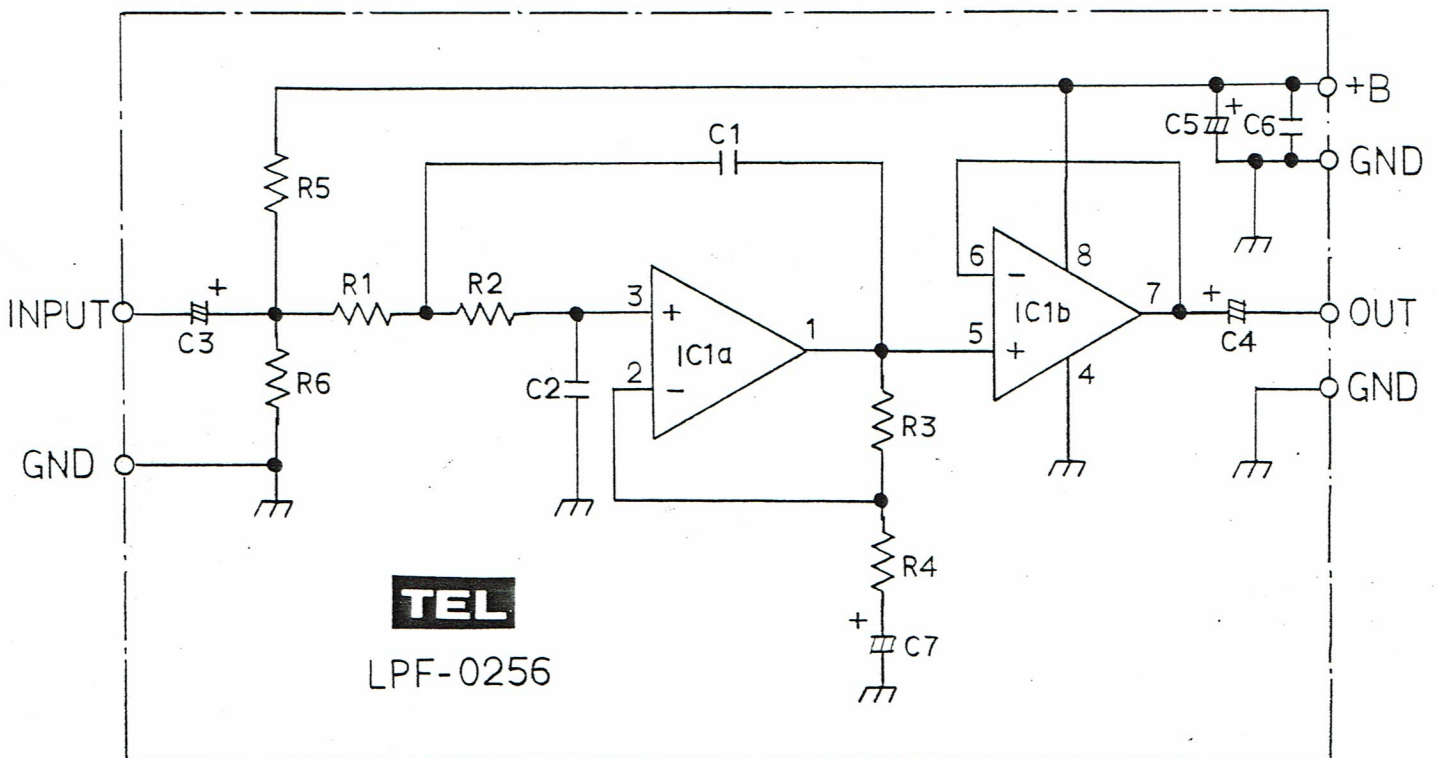 +B
C5
+
C6
GND
C1
R5
6
−
8
INPUT
+
C3
R1
R2
3
+
1
IC1a
2
−
IC1b
7
5
+
4
+
C4
OUT
R6
C2
R3
GND
GND
R4
+
C7
TEL
LPF-0256